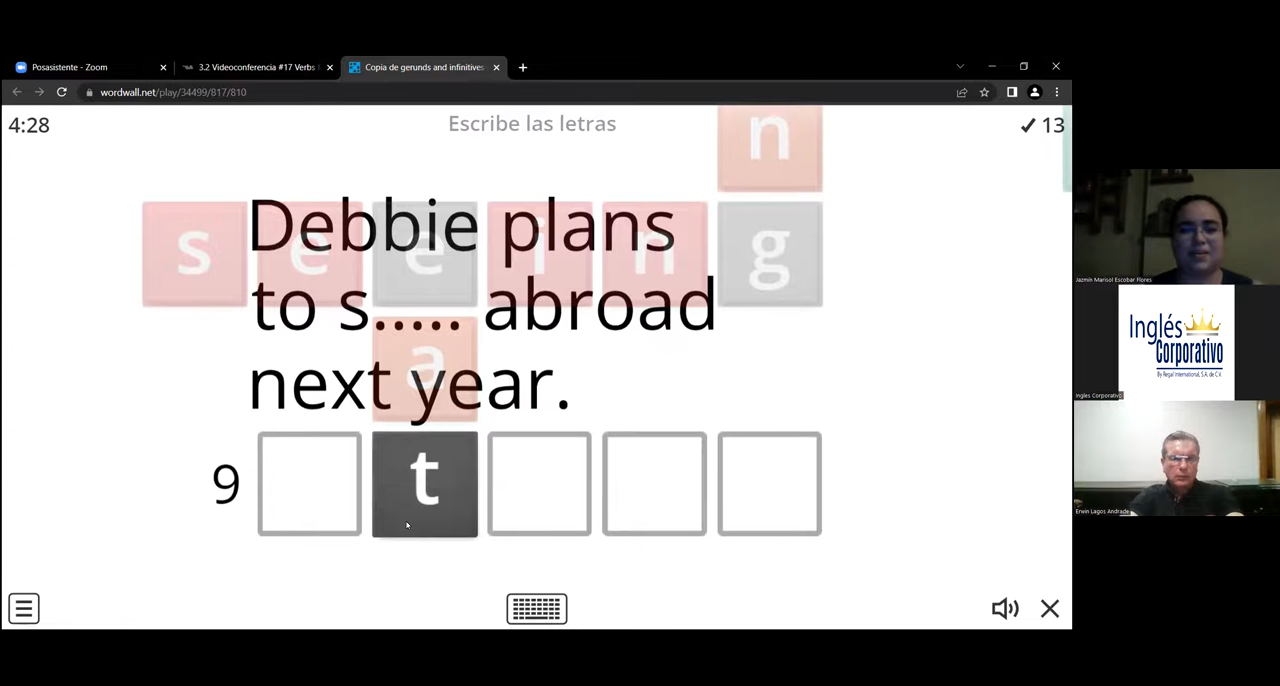 Posasistente - Zoom
3.2 Videoconferencia #17 Verbs
Copia de gerunds and infinitives
wordwall.net/play/34499/817/810
4:28
Escribe las letras
13
n
s e e i n g
Debbie plans
to s..... abroad
a
next year.
9
t
Jazmin Marisol Escobar Flores
Inglés
Corporativo
By Regal International, S.A. de C.V.
Ingles Corporativo
Erwin Lagos Andrade